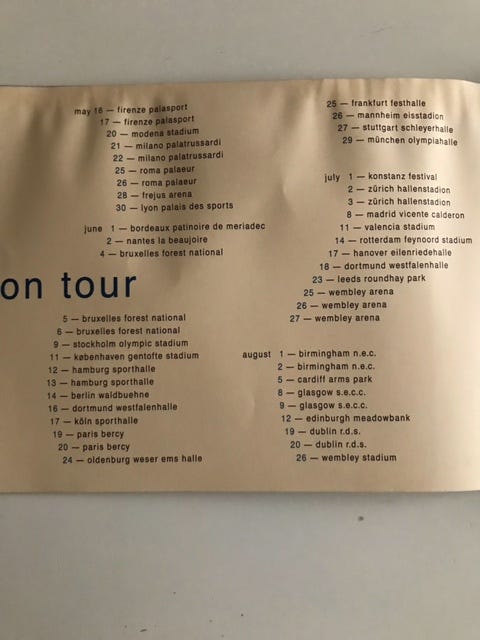 may 16 — firenze palasport
17 — firenze palasport
20 — modena stadium
21 — milano palatrussardi
22 — milano palatrussardi
25 — roma palaeur
26 — roma palaeur
28 — frejus arena
30 — lyon palais des sports
june 1 — bordeaux patinoire de meriadec
2 — nantes la beaujoire
4 — bruxelles forest national
on tour
5 — bruxelles forest national
6 — bruxelles forest national
9 — stockholm olympic stadium
11 — københaven gentofte stadium
12 — hamburg sporthalle
13 — hamburg sporthalle
14 — berlin waldbuehne
16 — dortmund westfalenhalle
17 — köln sporthalle
19 — paris bercy
20 — paris bercy
24 — oldenburg weser ems halle
25 — frankfurt festhalle
26 — mannheim eisstadion
27 — stuttgart schleyerhalle
29 — münchen olympiahalle
july 1 — konstanz festival
2 — zürich hallenstadion
3 — zürich hallenstadion
8 — madrid vicente calderon
11 — valencia stadium
14 — rotterdam feynoord stadium
17 — hanover eilenriedehalle
18 — dortmund westfalenhalle
23 — leeds roundhay park
25 — wembley arena
26 — wembley arena
27 — wembley arena
august 1 — birmingham n.e.c.
2 — birmingham n.e.c.
5 — cardiff arms park
8 — glasgow s.e.c.c.
9 — glasgow s.e.c.c.
12 — edinburgh meadowbank
19 — dublin r.d.s.
20 — dublin r.d.s.
26 — wembley stadium